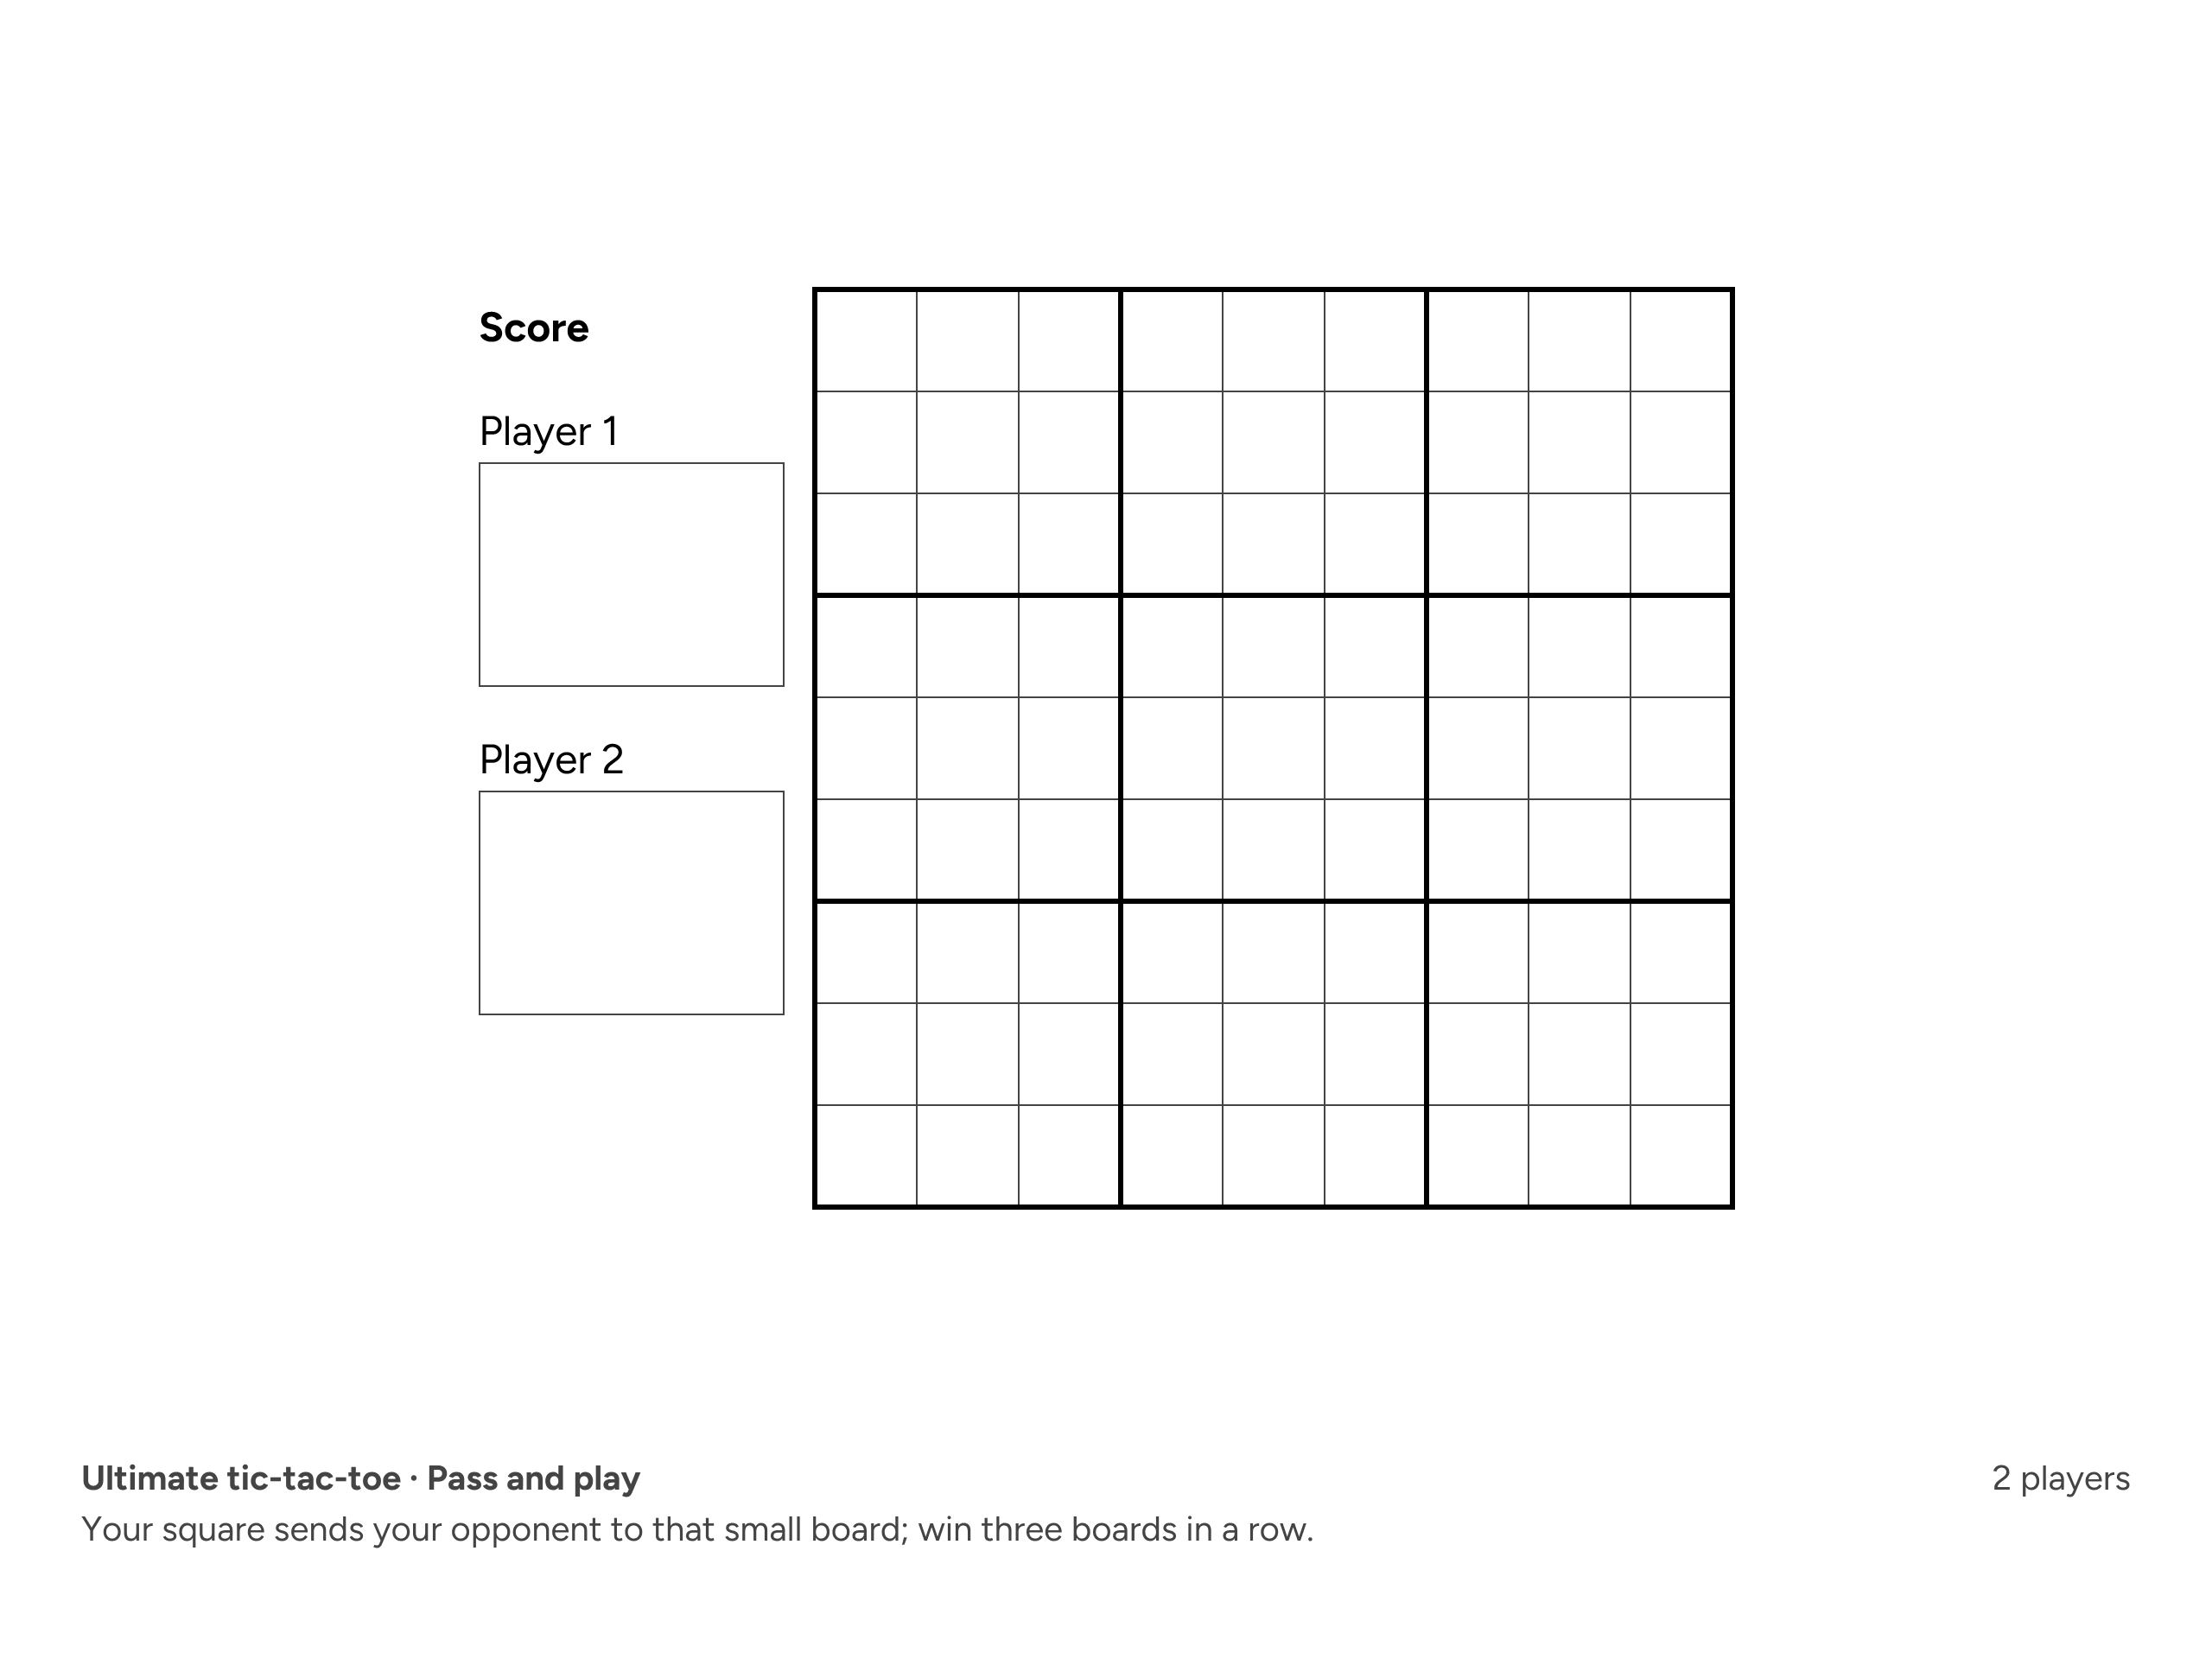 Score
Player 1
Player 2
Ultimate tic-tac-toe · Pass and play
2 players
Your square sends your opponent to that small board; win three boards in a row.